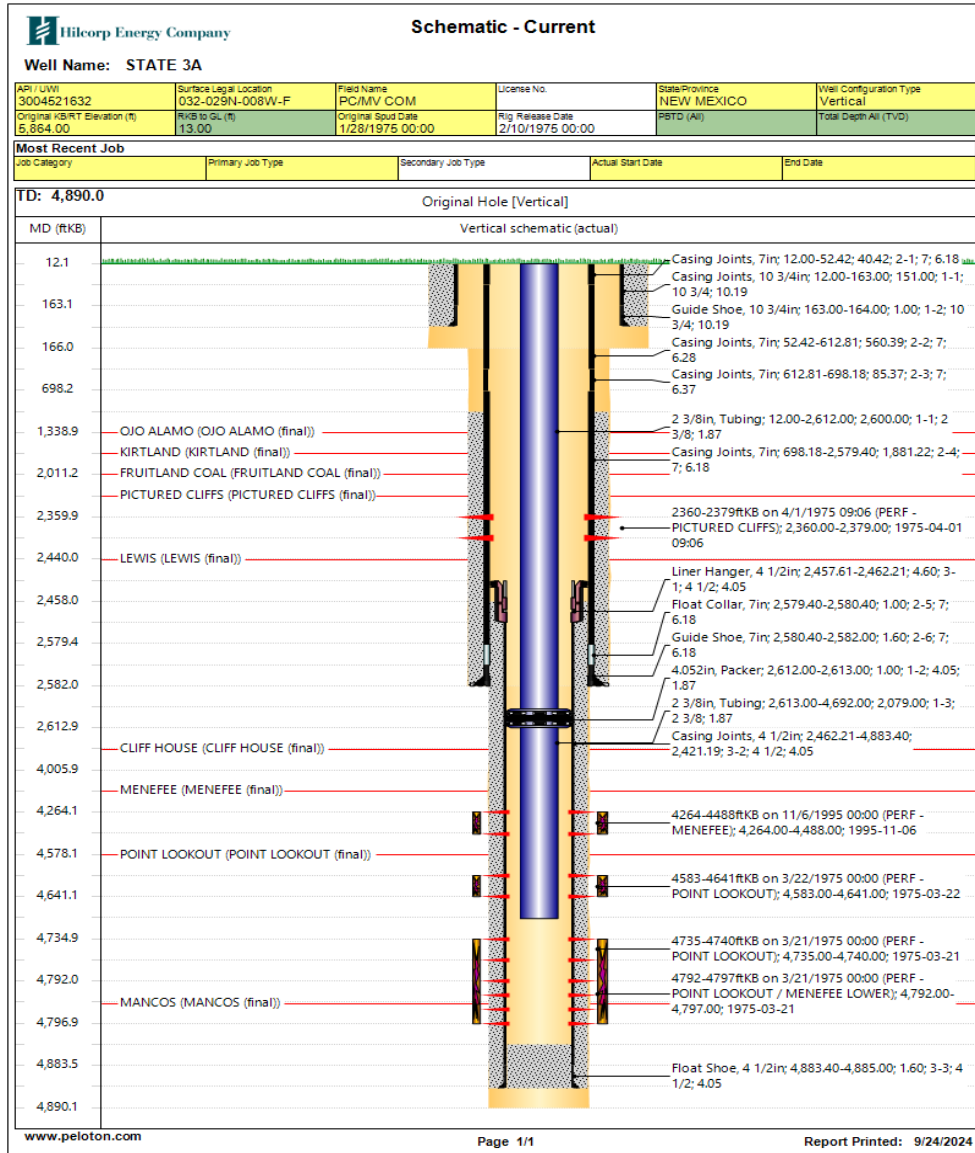 Hilcorp Energy Company
Schematic - Current
Well Name: STATE 3A
API / UWI
3004521632
Surface Legal Location
032-029N-008W-F
Field Name
PC/MV COM
License No.
State/Province
NEW MEXICO
Well Configuration Type
Vertical
Original KB/RT Elevation (ft)
5,864.00
RKB to GL (ft)
13.00
Original Spud Date
1/28/1975 00:00
Rig Release Date
2/10/1975 00:00
PBTD (All)
Total Depth All (TVD)
Most Recent Job
Job Category
Primary Job Type
Secondary Job Type
Actual Start Date
End Date
TD: 4,890.0
Original Hole [Vertical]
MD (ftKB)
Vertical schematic (actual)
12.1
163.1
166.0
698.2
1,338.9
2,011.2
2,359.9
2,440.0
2,458.0
2,579.4
2,582.0
2,612.9
4,005.9
4,264.1
4,578.1
4,641.1
4,734.9
4,792.0
4,796.9
4,883.5
4,890.1
OJO ALAMO (OJO ALAMO (final))
KIRTLAND (KIRTLAND (final))
FRUITLAND COAL (FRUITLAND COAL (final))
PICTURED CLIFFS (PICTURED CLIFFS (final))
LEWIS (LEWIS (final))
CLIFF HOUSE (CLIFF HOUSE (final))
MENEFEE (MENEFEE (final))
POINT LOOKOUT (POINT LOOKOUT (final))
MANCOS (MANCOS (final))
Casing Joints, 7in; 12.00-52.42; 40.42; 2-1; 7; 6.18
Casing Joints, 10 3/4in; 12.00-163.00; 151.00; 1-1;
10 3/4; 10.19
Guide Shoe, 10 3/4in; 163.00-164.00; 1.00; 1-2; 10
3/4; 10.19
Casing Joints, 7in; 52.42-612.81; 560.39; 2-2; 7;
6.28
Casing Joints, 7in; 612.81-698.18; 85.37; 2-3; 7;
6.37
2 3/8in, Tubing; 12.00-2,612.00; 2,600.00; 1-1; 2
3/8; 1.87
Casing Joints, 7in; 698.18-2,579.40; 1,881.22; 2-4;
7; 6.18
2360-2379ftKB on 4/1/1975 09:06 (PERF -
PICTURED CLIFFS); 2,360.00-2,379.00; 1975-04-01
09:06
Liner Hanger, 4 1/2in; 2,457.61-2,462.21; 4.60; 3-
1; 4 1/2; 4.05
Float Collar, 7in; 2,579.40-2,580.40; 1.00; 2-5; 7;
6.18
Guide Shoe, 7in; 2,580.40-2,582.00; 1.60; 2-6; 7;
6.18
4.052in, Packer; 2,612.00-2,613.00; 1.00; 1-2; 4.05;
1.87
2 3/8in, Tubing; 2,613.00-4,692.00; 2,079.00; 1-3;
2 3/8; 1.87
Casing Joints, 4 1/2in; 2,462.21-4,883.40;
2,421.19; 3-2; 4 1/2; 4.05
4264-4488ftKB on 11/6/1995 00:00 (PERF -
MENEFEE); 4,264.00-4,488.00; 1995-11-06
4583-4641ftKB on 3/22/1975 00:00 (PERF -
POINT LOOKOUT); 4,583.00-4,641.00; 1975-03-22
4735-4740ftKB on 3/21/1975 00:00 (PERF -
POINT LOOKOUT); 4,735.00-4,740.00; 1975-03-21
4792-4797ftKB on 3/21/1975 00:00 (PERF -
POINT LOOKOUT / MENEFEE LOWER); 4,792.00-
4,797.00; 1975-03-21
Float Shoe, 4 1/2in; 4,883.40-4,885.00; 1.60; 3-3; 4
1/2; 4.05
www.peloton.com
Page 1/1
Report Printed: 9/24/2024